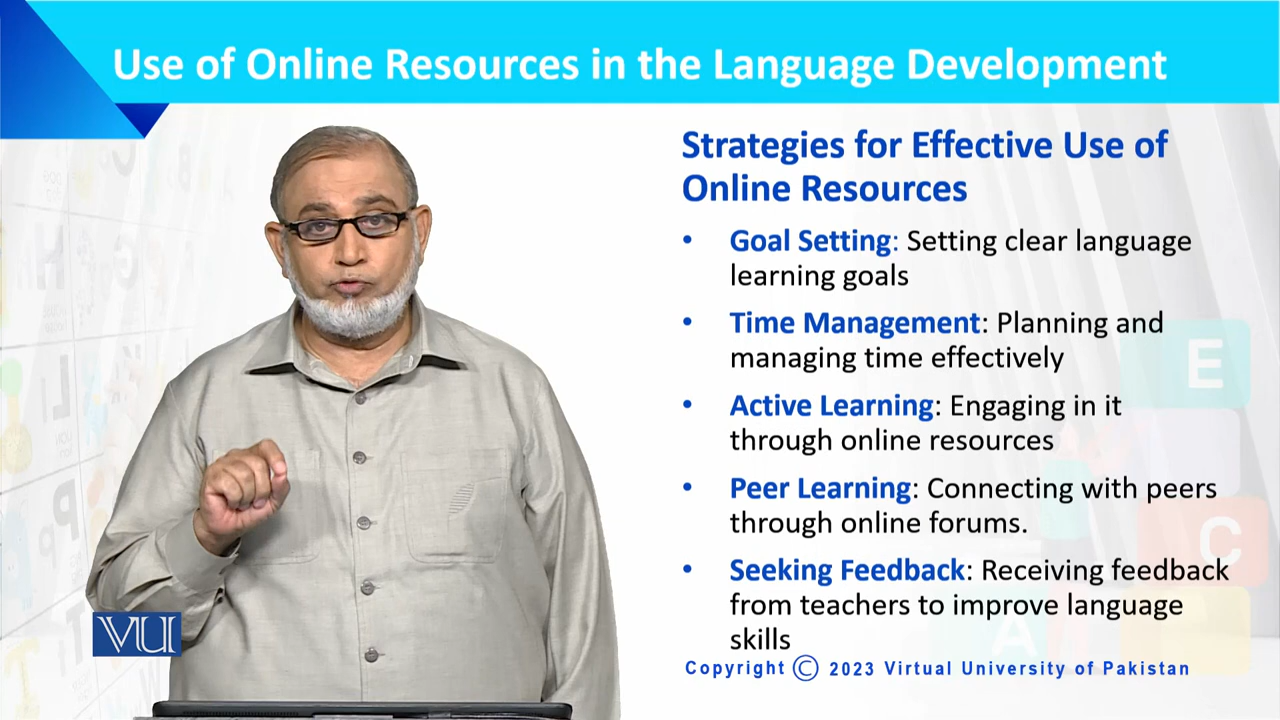 Use of Online Resources in the Language Development
Strategies for Effective Use of
Online Resources
• Goal Setting: Setting clear language
learning goals
• Time Management: Planning and
managing time effectively
• Active Learning: Engaging in it
through online resources
• Peer Learning: Connecting with peers
through online forums.
• Seeking Feedback: Receiving feedback
from teachers to improve language
skills
VU
Copyright © 2023 Virtual University of Pakistan
E
C
A